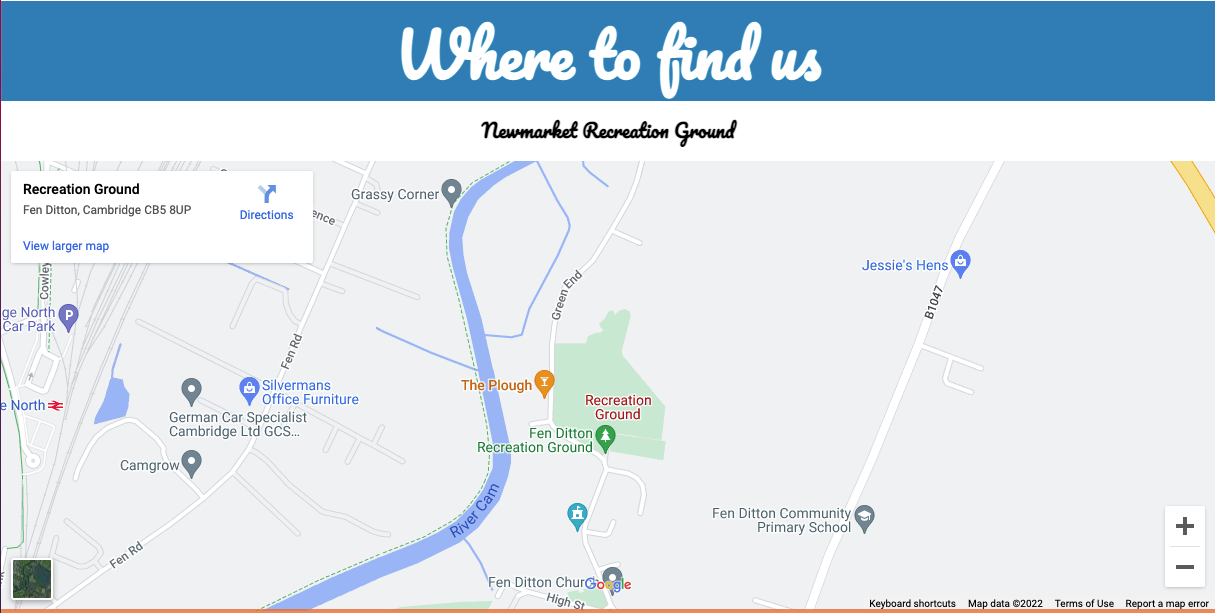 Where to find us
Newmarket Recreation Ground
Recreation Ground
Fen Ditton, Cambridge CB5 8UP
Directions
View larger map
Grassy Corner
ence
Cowley
ge North
Car Park
P
Green End
Jessie's Hens
B1047
Fen Rd
The Plough
Silvermans
Office Furniture
e North
German Car Specialist
Cambridge Ltd GCS...
Recreation
Ground
Fen Ditton
Recreation Ground
Camgrow
River Cam
Fen Ditton Community
Primary School
Fen Rd
Fen Ditton Churc
Google
High St
Keyboard shortcuts
Map data ©2022
Terms of Use
Report a map error